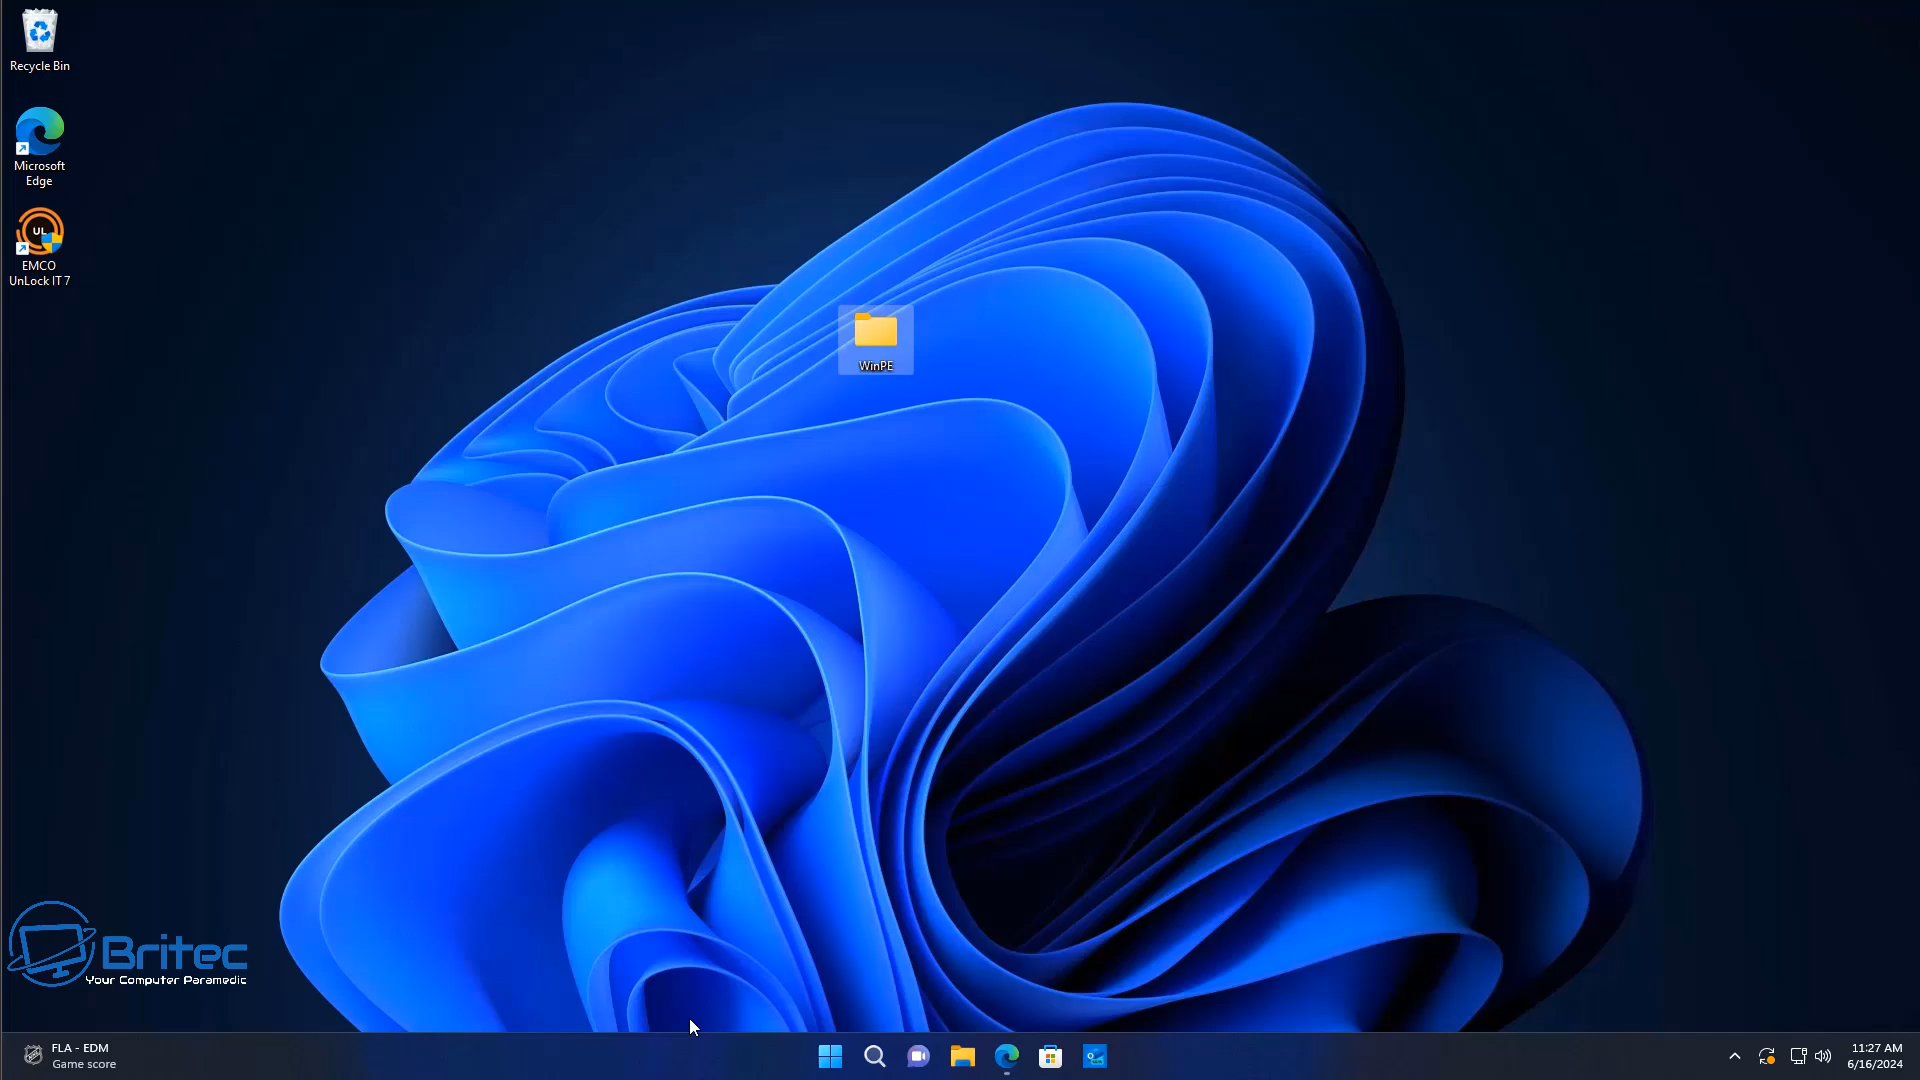 Recycle Bin
Microsoft
Edge
UL
EMCO
UnLock IT 7
WinPE
Britec
Your Computer Paramedic
FLA - EDM
Game score
11:27 AM
6/16/2024